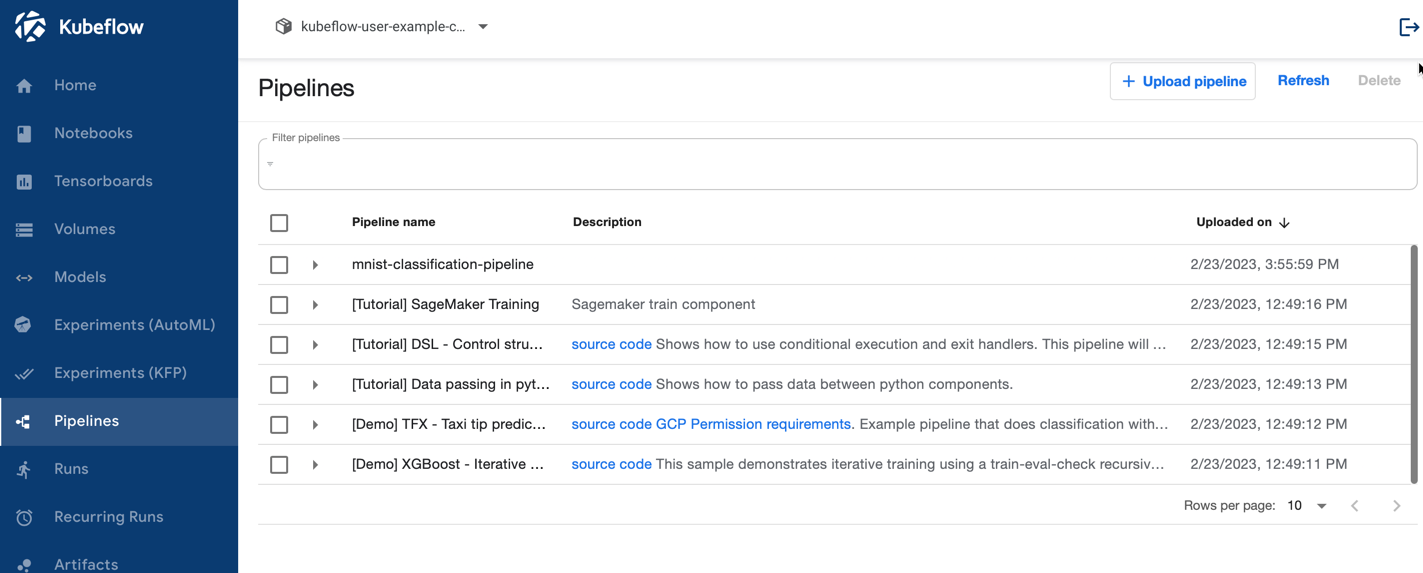 Kubeflow
kubeflow-user-example-c...
Home
Notebooks
Tensorboards
Volumes
Models
Experiments (AutoML)
Experiments (KFP)
Pipelines
Runs
Recurring Runs
Artifacts
Pipelines
+ Upload pipeline Refresh Delete
Filter pipelines
Pipeline name Description Uploaded on
mnist-classification-pipeline 2/23/2023, 3:55:59 PM
[Tutorial] SageMaker Training Sagemaker train component 2/23/2023, 12:49:16 PM
[Tutorial] DSL - Control stru... source code Shows how to use conditional execution and exit handlers. This pipeline will ... 2/23/2023, 12:49:15 PM
[Tutorial] Data passing in pyt... source code Shows how to pass data between python components. 2/23/2023, 12:49:13 PM
[Demo] TFX - Taxi tip predic... source code GCP Permission requirements. Example pipeline that does classification with... 2/23/2023, 12:49:12 PM
[Demo] XGBoost - Iterative ... source code This sample demonstrates iterative training using a train-eval-check recursiv... 2/23/2023, 12:49:11 PM
Rows per page: 10